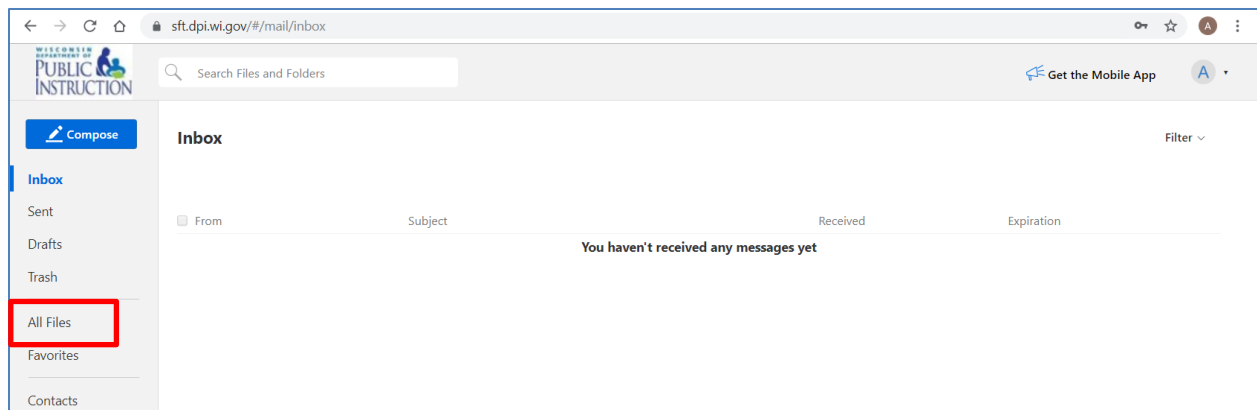 sft.dpi.wi.gov/#/mail/inbox
A
WISCONSIN
DEPARTMENT OF
PUBLIC
INSTRUCTION
Search Files and Folders
Get the Mobile App
A
Compose
Inbox
Filter
Inbox
Sent
From Subject Received Expiration
Drafts
You haven't received any messages yet
Trash
All Files
Favorites
Contacts